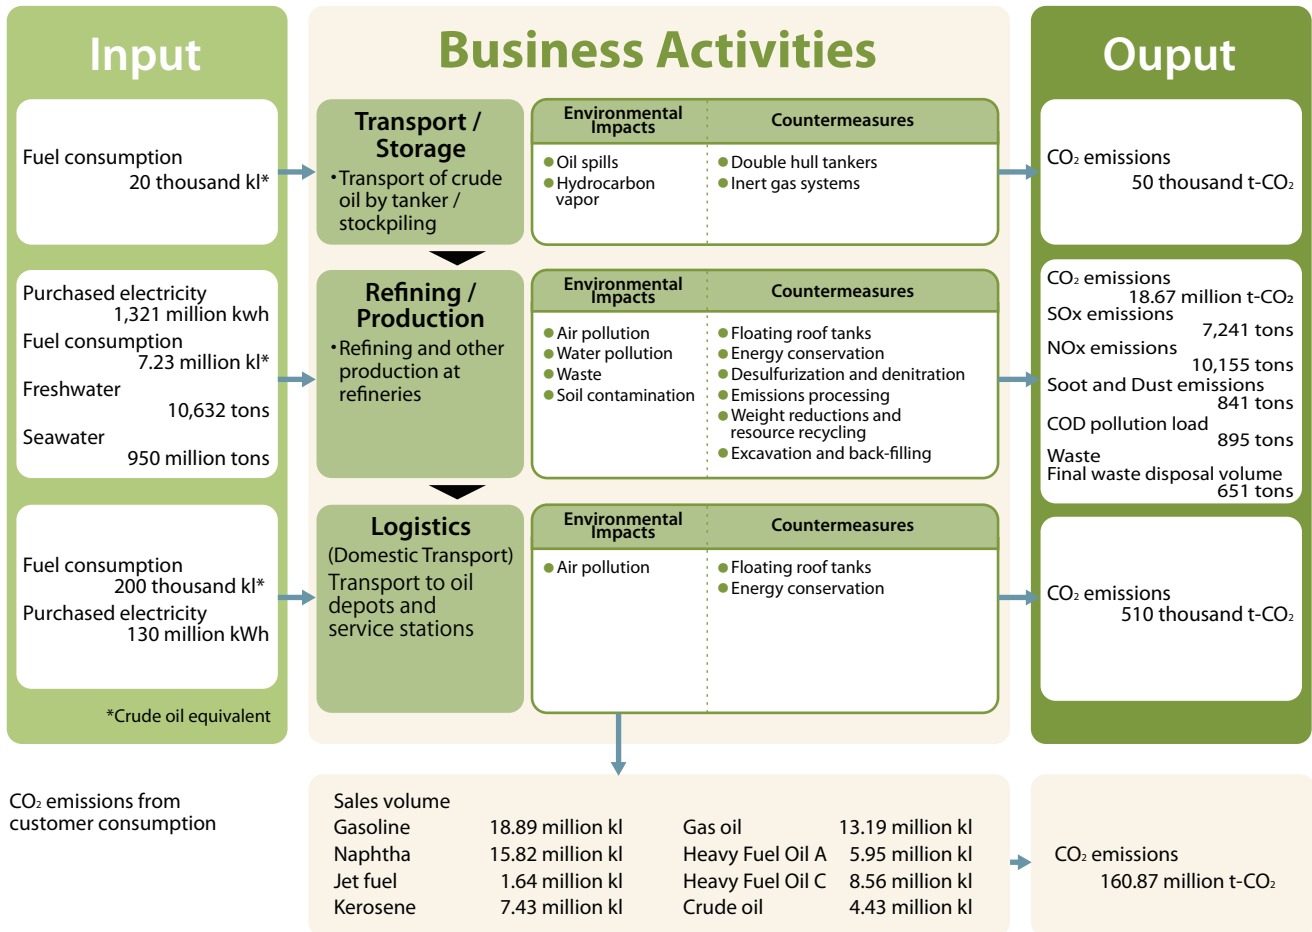 Input
Business Activities
Ouput
Fuel consumption
20 thousand kl*
Transport /
Storage
・Transport of crude
oil by tanker /
stockpiling
Environmental
Impacts
Countermeasures
● Oil spills
● Hydrocarbon
vapor
● Double hull tankers
● Inert gas systems
CO₂ emissions
50 thousand t-CO₂
Purchased electricity
1,321 million kwh
Fuel consumption
7.23 million kl*
Freshwater
10,632 tons
Seawater
950 million tons
Refining /
Production
・Refining and other
production at
refineries
Environmental
Impacts
Countermeasures
● Air pollution
● Water pollution
● Waste
● Soil contamination
● Floating roof tanks
● Energy conservation
● Desulfurization and denitration
● Emissions processing
● Weight reductions and
resource recycling
● Excavation and back-filling
CO₂ emissions
18.67 million t-CO₂
SOx emissions
7,241 tons
NOx emissions
10,155 tons
Soot and Dust emissions
841 tons
COD pollution load
895 tons
Waste
Final waste disposal volume
651 tons
Fuel consumption
200 thousand kl*
Purchased electricity
130 million kWh
*Crude oil equivalent
Logistics
(Domestic Transport)
Transport to oil
depots and
service stations
Environmental
Impacts
Countermeasures
● Air pollution
● Floating roof tanks
● Energy conservation
CO₂ emissions
510 thousand t-CO₂
CO₂ emissions from
customer consumption
Sales volume
Gasoline 18.89 million kl
Naphtha 15.82 million kl
Jet fuel 1.64 million kl
Kerosene 7.43 million kl
Gas oil 13.19 million kl
Heavy Fuel Oil A 5.95 million kl
Heavy Fuel Oil C 8.56 million kl
Crude oil 4.43 million kl
CO₂ emissions
160.87 million t-CO₂